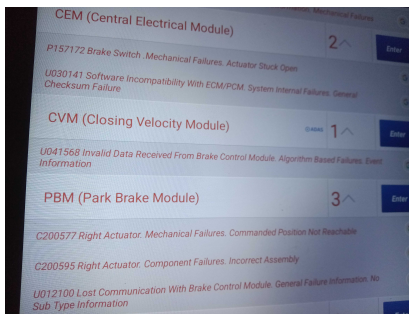 Mechanical Failures
CEM (Central Electrical Module)
2
Enter
P157172 Brake Switch .Mechanical Failures. Actuator Stuck Open
U030141 Software Incompatibility With ECM/PCM. System Internal Failures. General
Checksum Failure
CVM (Closing Velocity Module)
1
Enter
U041568 Invalid Data Received From Brake Control Module. Algorithm Based Failures. Event
Information
PBM (Park Brake Module)
3
Enter
C200577 Right Actuator. Mechanical Failures. Commanded Position Not Reachable
C200595 Right Actuator. Component Failures. Incorrect Assembly
U012100 Lost Communication With Brake Control Module. General Failure Information. No
Sub Type Information